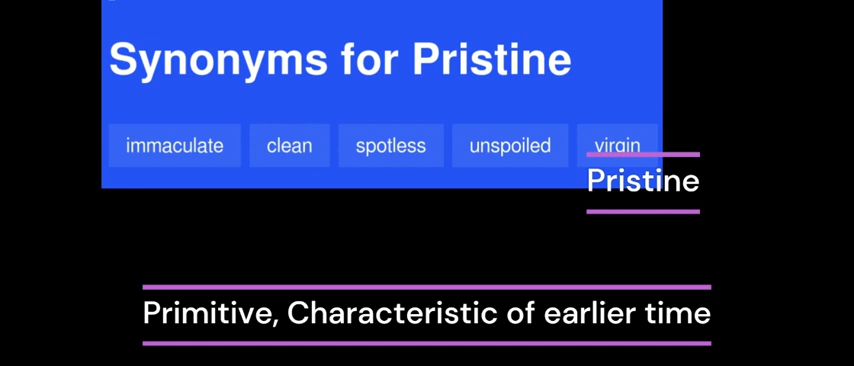 Synonyms for Pristine
immaculate clean spotless unspoiled virgin
Pristine
Primitive, Characteristic of earlier time